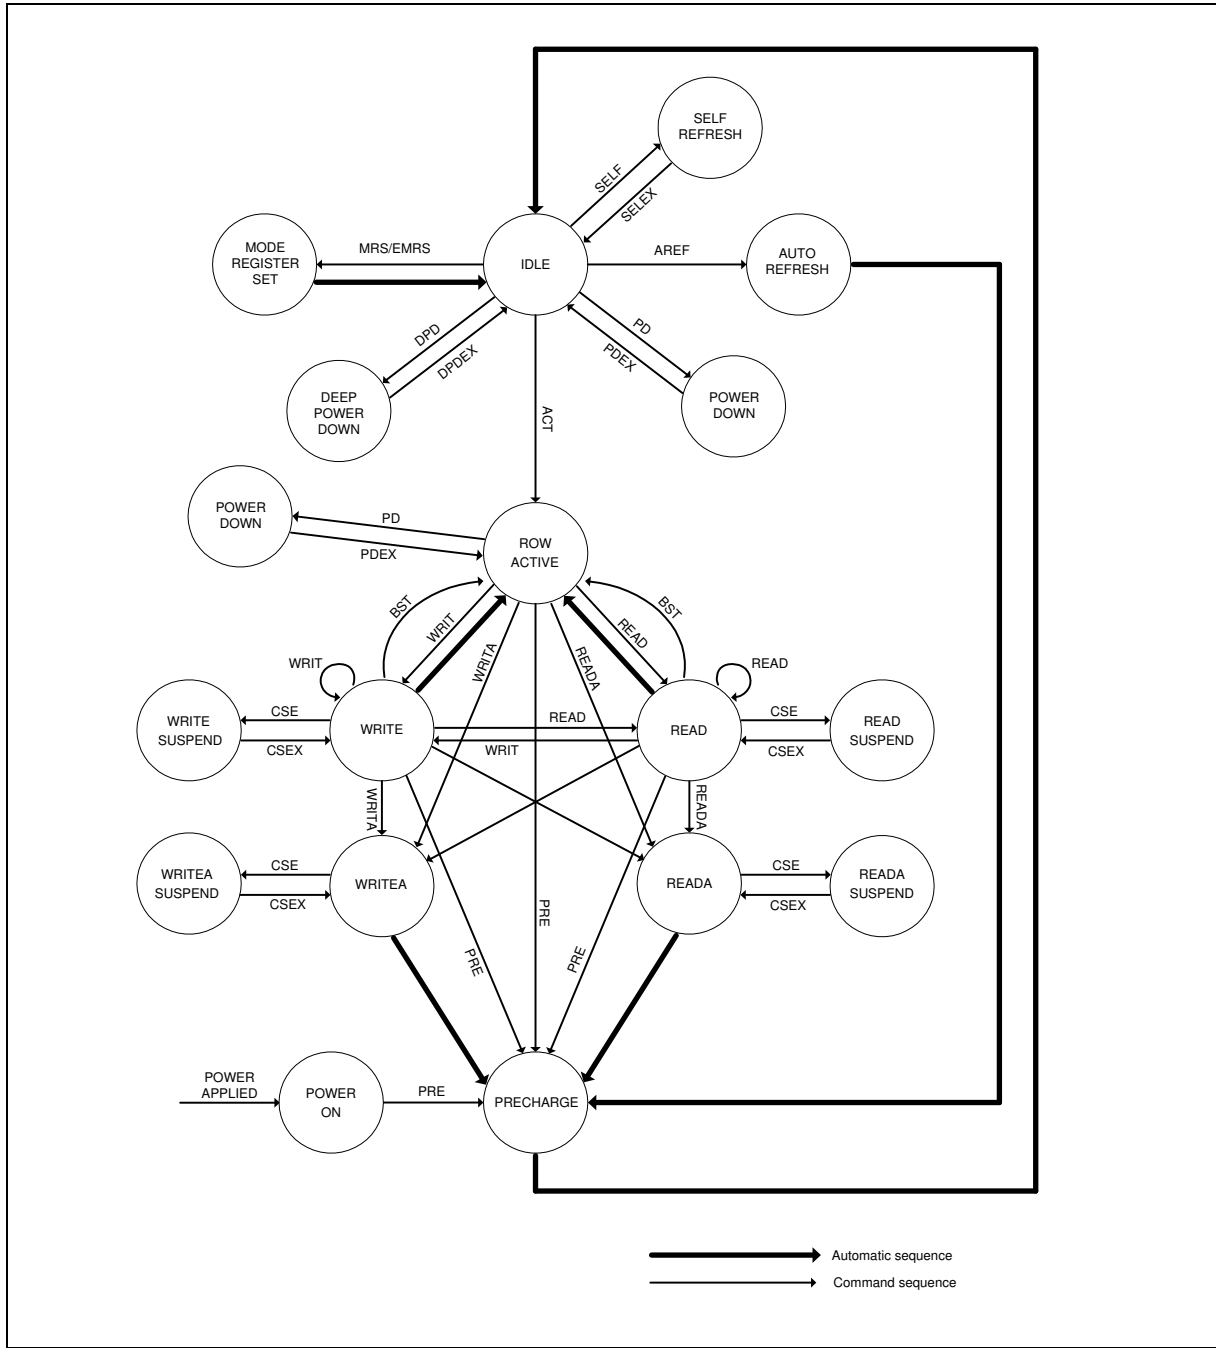 SELF
REFRESH
SELF
SELEX
MODE
REGISTER
SET
MRS/EMRS
IDLE
AREF
AUTO
REFRESH
DPD
DPDEX
PD
PDEX
DEEP
POWER
DOWN
POWER
DOWN
ACT
POWER
DOWN
PD
PDEX
ROW
ACTIVE
BST
WRIT
WRITA
READA
READ
BST
WRIT
READ
WRITE
SUSPEND
CSE
CSEX
WRITE
READ
WRIT
READ
CSE
CSEX
READ
SUSPEND
WRITA
READA
WRITEA
SUSPEND
CSE
CSEX
WRITEA
READA
CSE
CSEX
READA
SUSPEND
PRE
PRE
PRE
POWER
APPLIED
POWER
ON
PRE
PRECHARGE
Automatic sequence
Command sequence